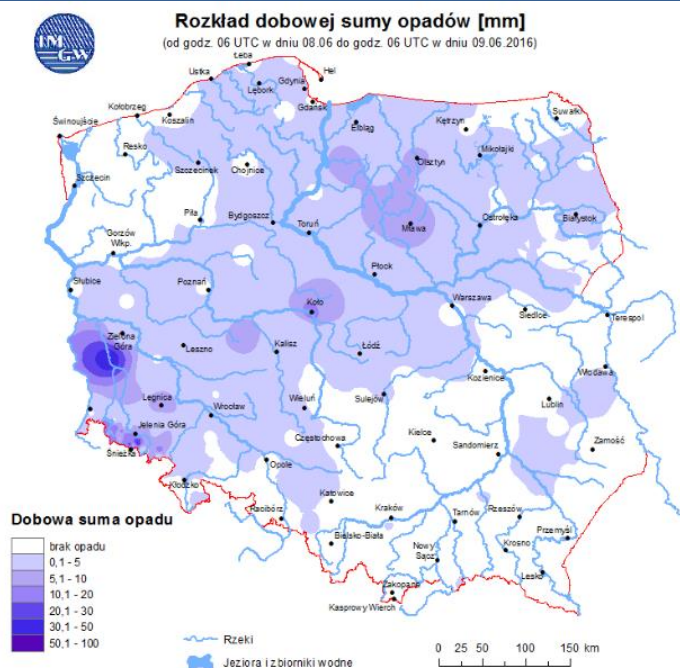 Rozkład dobowej sumy opadów [mm]
(od godz. 06 UTC w dniu 08.06 do godz. 06 UTC w dniu 09.06.2016)
IM
GW
Łeba
Hel
Ustka
Gdynia
Lębork
Gdańsk
Kołobrzeg
Koszalin
Suwałki
Świnoujście
Elbląg
Kętrzyn
Resko
Mikołajki
Szczecinek
Chojnice
Olsztyn
Szczecin
Piła
Bydgoszcz
Toruń
Mława
Ostrołęka
Białystok
Gorzów
Wlkp.
Płock
Słubice
Poznań
Koło
Warszawa
Siedlce
Terespol
Zielona
Góra
Leszno
Kalisz
Łódź
Kozienice
Włodawa
Legnica
Wrocław
Wieluń
Sulejów
Lublin
Jelenia Góra
Śnieżka
Częstochowa
Kielce
Sandomierz
Zamość
Opole
Kłodzko
Katowice
Racibórz
Kraków
Tarnów
Rzeszów
Przemyśl
Bielsko-Biała
Nowy
Sącz
Krosno
Lesko
Zakopane
Kasprowy Wierch
Dobowa suma opadu
brak opadu
0,1 - 5
5,1 - 10
10,1 - 20
20,1 - 30
30,1 - 50
50,1 - 100
Rzeki
Jeziora i zbiorniki wodne
0 25 50 100 150 km